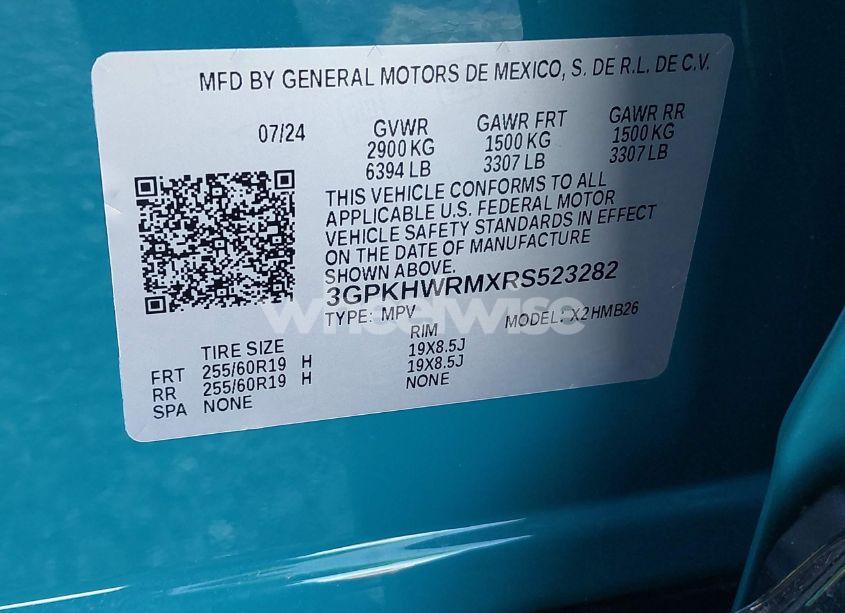 MFD BY GENERAL MOTORS DE MEXICO, S. DE R.L. DE C.V.
07/24
GVWR
2900 KG
6394 LB
GAWR FRT
1500 KG
3307 LB
GAWR RR
1500 KG
3307 LB
THIS VEHICLE CONFORMS TO ALL
APPLICABLE U.S. FEDERAL MOTOR
VEHICLE SAFETY STANDARDS IN EFFECT
ON THE DATE OF MANUFACTURE
SHOWN ABOVE.
3GPKHWRMXRS523282
wheelwise
TYPE: MPV MODEL: X2HMB26
TIRE SIZE RIM
FRT 255/60R19 H 19X8.5J
RR 255/60R19 H 19X8.5J
SPA NONE NONE